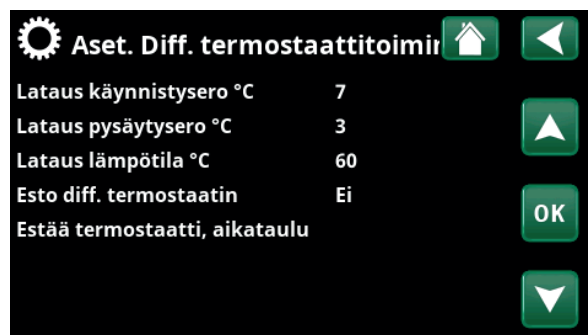 Aset. Diff. termostaattitoimin
Lataus käynnistysero °C 7
Lataus pysäytysero °C 3
Lataus lämpötila °C 60
Esto diff. termostaatin Ei
OK
Estää termostaatti, aikataulu